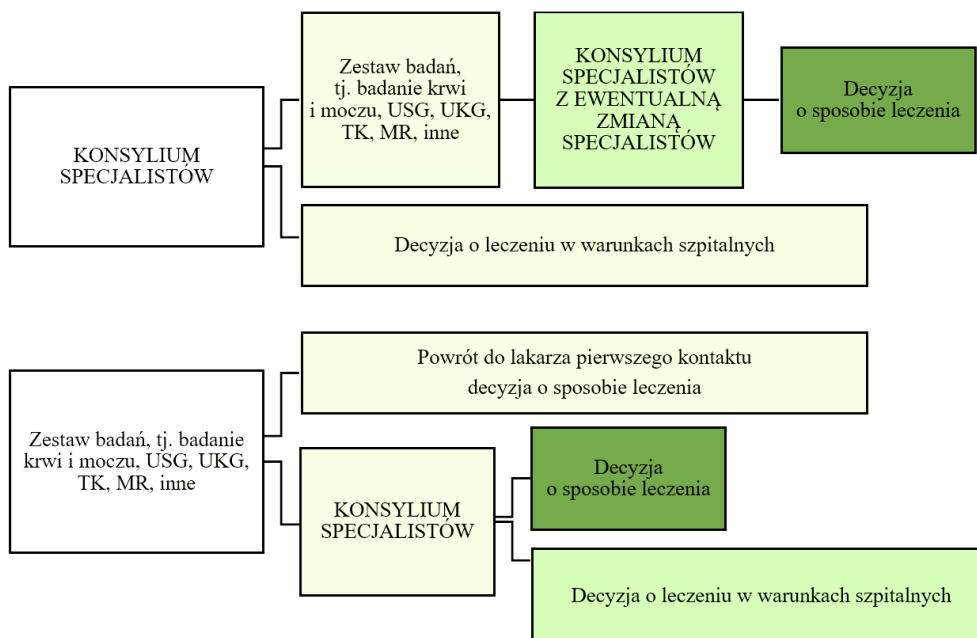 KONSYLIUM
SPECJALISTÓW
Zestaw badań,
tj. badanie krwi
i moczu, USG, UKG,
TK, MR, inne
KONSYLIUM
SPECJALISTÓW
Z EWENTUALNĄ
ZMIANĄ
SPECJALISTÓW
Decyzja
o sposobie leczenia
Decyzja o leczeniu w warunkach szpitalnych
Zestaw badań, tj. badanie
krwi i moczu, USG, UKG,
TK, MR, inne
Powrót do lakarza pierwszego kontaktu
decyzja o sposobie leczenia
KONSYLIUM
SPECJALISTÓW
Decyzja
o sposobie leczenia
Decyzja o leczeniu w warunkach szpitalnych